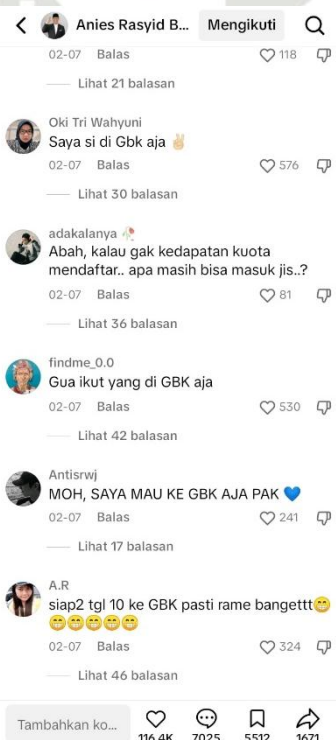 Anies Rasyid B... Mengikuti
02-07 Balas 118
Lihat 21 balasan
Oki Tri Wahyuni
Saya si di Gbk aja ✌🏻
02-07 Balas 576
Lihat 30 balasan
adakalanya 🥀
Abah, kalau gak kedapatan kuota
mendaftar.. apa masih bisa masuk jis..?
02-07 Balas 81
Lihat 36 balasan
findme_0.0
Gua ikut yang di GBK aja
02-07 Balas 530
Lihat 42 balasan
Antisrwj
MOH, SAYA MAU KE GBK AJA PAK 💙
02-07 Balas 241
Lihat 17 balasan
A.R
siap2 tgl 10 ke GBK pasti rame bangettt😁
😁😁😁😁😁
02-07 Balas 324
Lihat 46 balasan
Tambahkan ko... 116.4K 7025 5512 1671